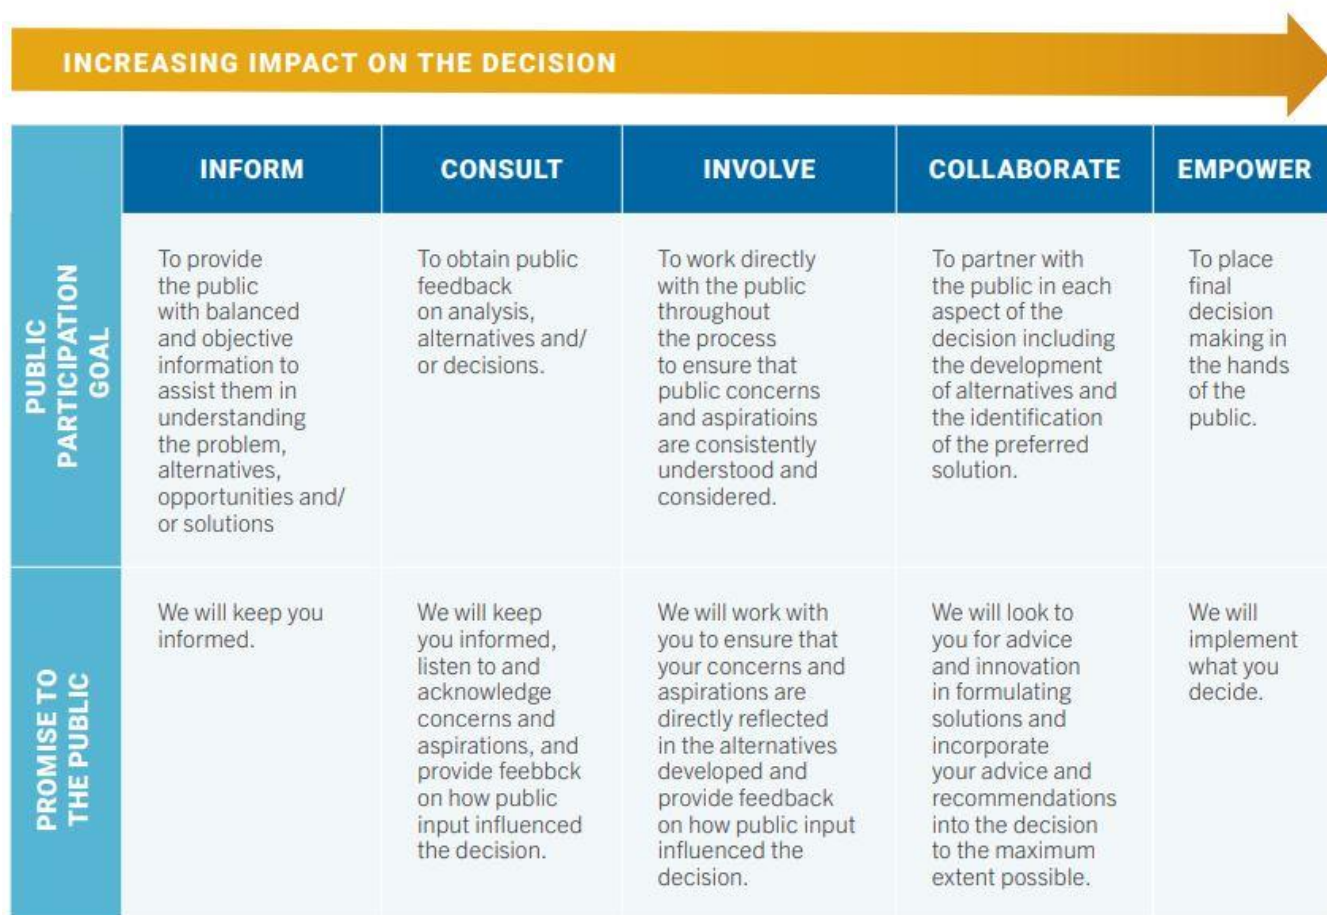 INCREASING IMPACT ON THE DECISION
INFORM
CONSULT
INVOLVE
COLLABORATE
EMPOWER
PUBLIC
PARTICIPATION
GOAL
To provide
the public
with balanced
and objective
information to
assist them in
understanding
the problem,
alternatives,
opportunities and/
or solutions
To obtain public
feedback
on analysis,
alternatives and/
or decisions.
To work directly
with the public
throughout
the process
to ensure that
public concerns
and aspiratioins
are consistently
understood and
considered.
To partner with
the public in each
aspect of the
decision including
the development
of alternatives and
the identification
of the preferred
solution.
To place
final
decision
making in
the hands
of the
public.
PROMISE TO
THE PUBLIC
We will keep you
informed.
We will keep
you informed,
listen to and
acknowledge
concerns and
aspirations, and
provide feebbck
on how public
input influenced
the decision.
We will work with
you to ensure that
your concerns and
aspirations are
directly reflected
in the alternatives
developed and
provide feedback
on how public input
influenced the
decision.
We will look to
you for advice
and innovation
in formulating
solutions and
incorporate
your advice and
recommendations
into the decision
to the maximum
extent possible.
We will
implement
what you
decide.